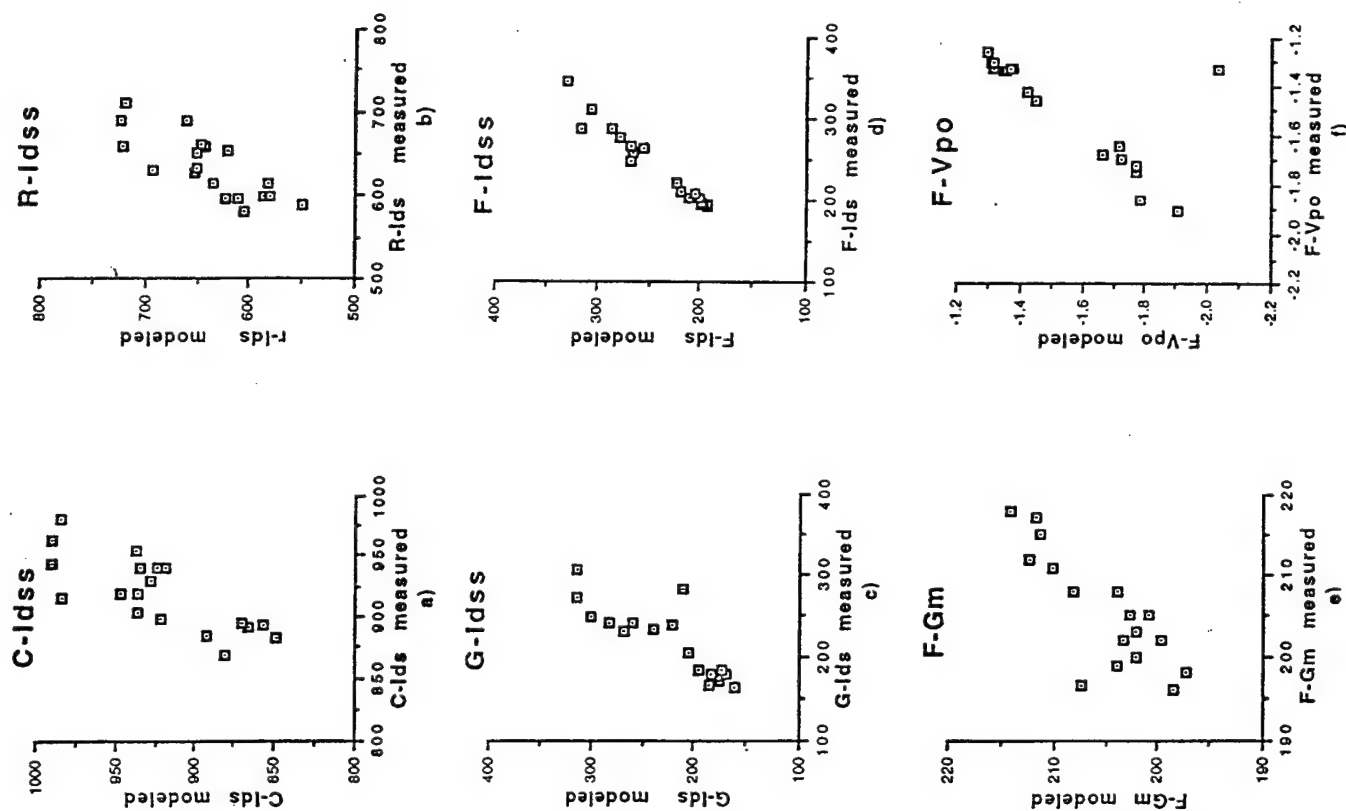 C-Idss
C-Ids modeled
1000
950
900
850
800
800 850 900 950 1000
C-Ids measured
a)
R-Idss
r-Ids modeled
800
700
600
500
500 600 700 800
R-Ids measured
b)
G-Idss
G-Ids modeled
400
300
200
100
100 200 300 400
G-Ids measured
c)
F-Idss
F-Ids modeled
400
300
200
100
100 200 300 400
F-Ids measured
d)
F-Gm
F-Gm modeled
220
210
200
190
190 200 210 220
F-Gm measured
e)
F-Vpo
F-Vpo modeled
-1.2
-1.4
-1.6
-1.8
-2.0
-2.2
-2.2 -2.0 -1.8 -1.6 -1.4 -1.2
F-Vpo measured
f)